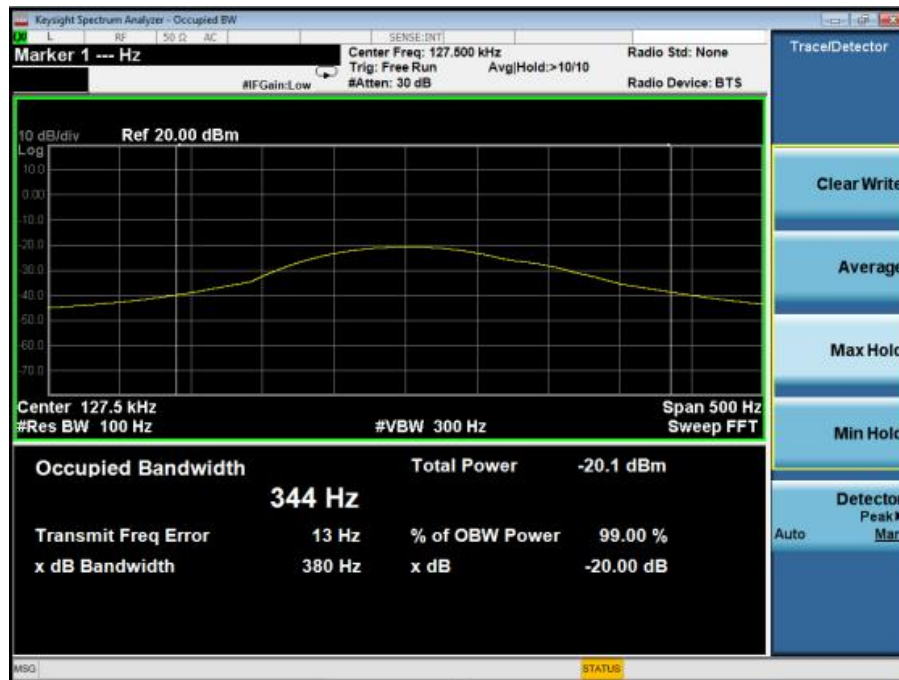 Keysight Spectrum Analyzer - Occupied BW
L RF 50 Ω AC SENSE:INT
Marker 1 --- Hz
Center Freq: 127.500 kHz
Radio Std: None
Trig: Free Run Avg|Hold:>10/10
#IFGain:Low #Atten: 30 dB
Radio Device: BTS
10 dB/div Ref 20.00 dBm
Log
10.0
0.00
-10.0
-20.0
-30.0
-40.0
-50.0
-60.0
-70.0
Center 127.5 kHz Span 500 Hz
#Res BW 100 Hz #VBW 300 Hz Sweep FFT
Occupied Bandwidth Total Power -20.1 dBm
344 Hz
Transmit Freq Error 13 Hz % of OBW Power 99.00 %
x dB Bandwidth 380 Hz x dB -20.00 dB
Trace/Detector
Clear Write
Average
Max Hold
Min Hold
Detector
Peak
Auto Man
MSG STATUS